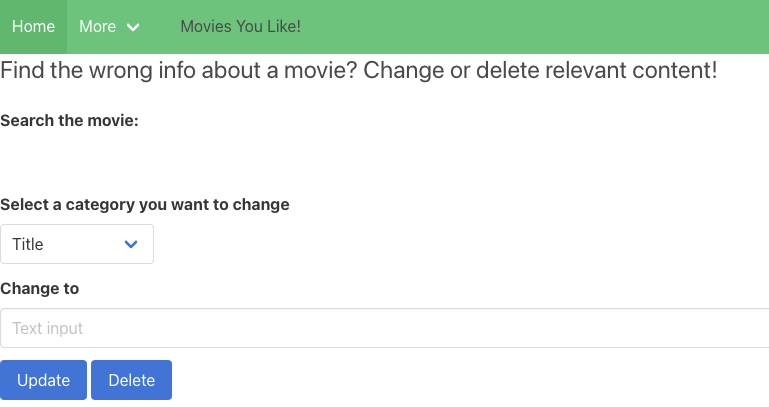 Home More Movies You Like!
Find the wrong info about a movie? Change or delete relevant content!
Search the movie:
Select a category you want to change
Title
Change to
Text input
Update Delete